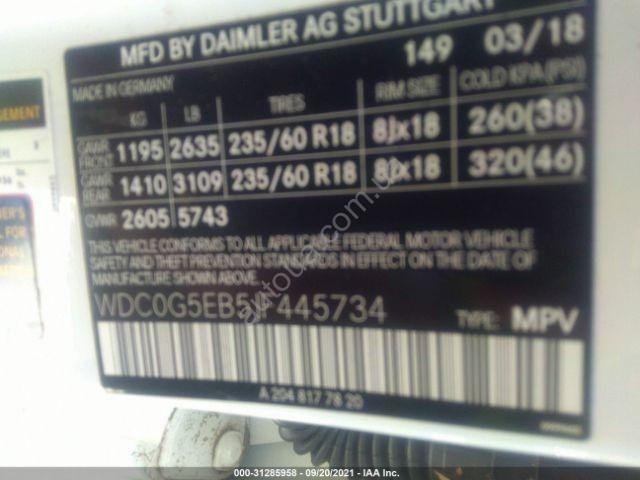 MFD BY DAIMLER AG STUTTGART
149 03/18
MADE IN GERMANY
KG LB TIRES RIM SIZE COLD KPA (PSI)
GAWR FRONT 1195 2635 235/60 R18 8Jx18 260(38)
GAWR REAR 1410 3109 235/60 R18 8Jx18 320(46)
GVWR 2605 5743
THIS VEHICLE CONFORMS TO ALL APPLICABLE FEDERAL MOTOR VEHICLE
SAFETY AND THEFT PREVENTION STANDARDS IN EFFECT ON THE DATE OF
MANUFACTURE SHOWN ABOVE.
WDC0G5EB5JF445734 TYPE: MPV
A 204 817 78 20
000-31285958 - 09/20/2021 - IAA Inc.